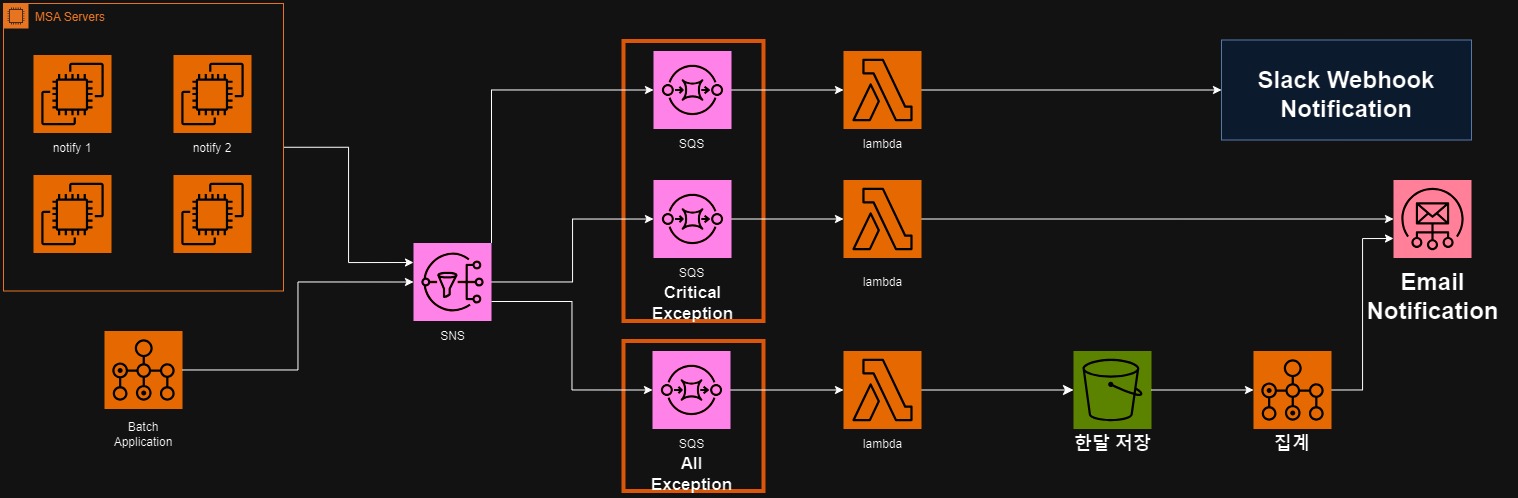 MSA Servers
notify 1
notify 2
Batch
Application
SNS
SQS
SQS
Critical
Exception
SQS
All
Exception
lambda
lambda
lambda
Slack Webhook
Notification
Email
Notification
한달 저장
집계